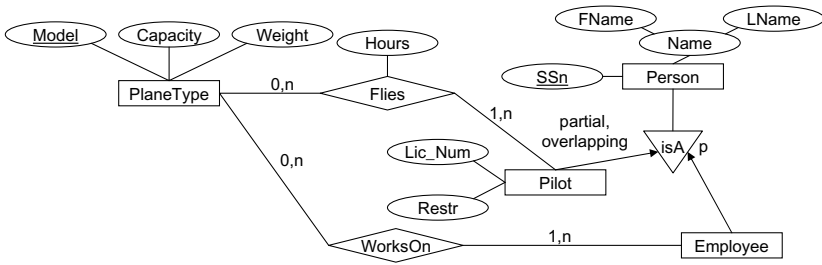 FName
LName
Model
Capacity
Weight
Hours
Name
SSn
Person
PlaneType
0,n
Flies
1,n
partial,
overlapping
isA
p
Lic_Num
0,n
Pilot
Restr
WorksOn
1,n
Employee